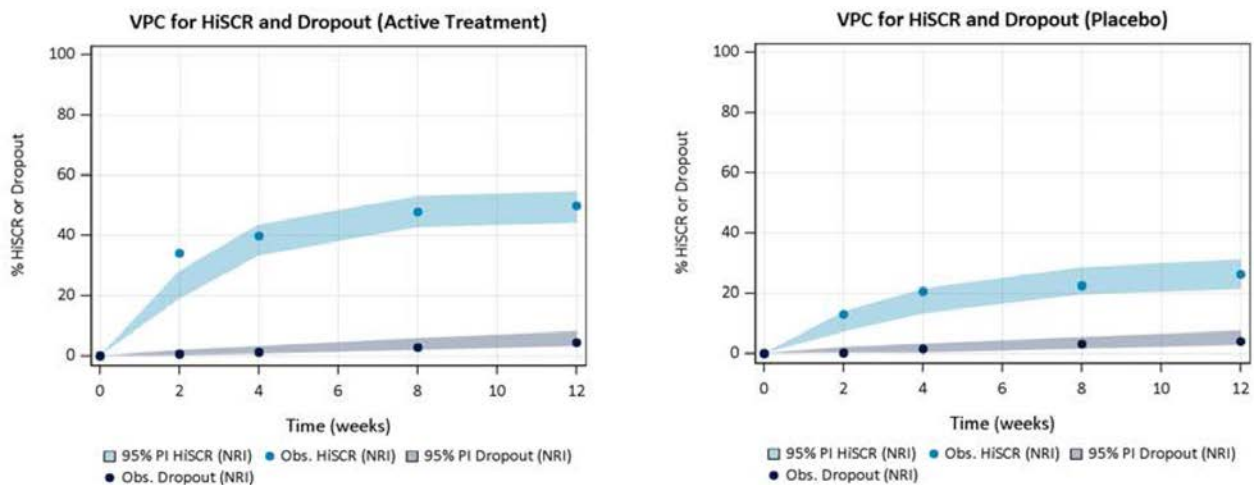 VPC for HiSCR and Dropout (Active Treatment)
% HiSCR or Dropout
100
80
60
40
20
0
0 2 4 6 8 10 12
Time (weeks)
95% PI HiSCR (NRI) Obs. HiSCR (NRI) 95% PI Dropout (NRI)
Obs. Dropout (NRI)
VPC for HiSCR and Dropout (Placebo)
% HiSCR or Dropout
100
80
60
40
20
0
0 2 4 6 8 10 12
Time (weeks)
95% PI HiSCR (NRI) Obs. HiSCR (NRI) 95% PI Dropout (NRI)
Obs. Dropout (NRI)